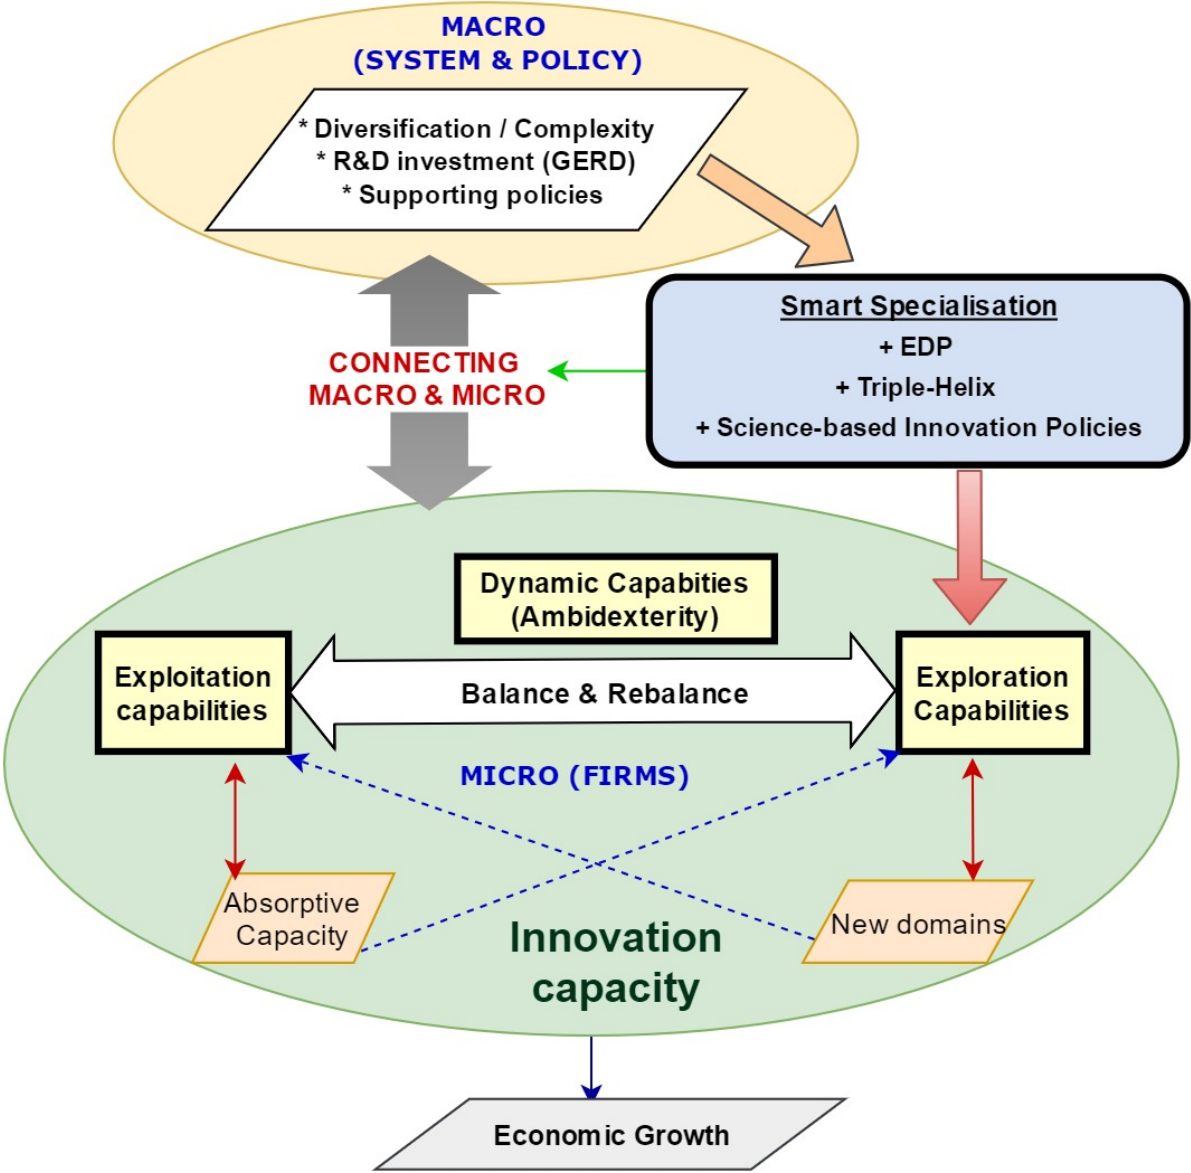 MACRO
(SYSTEM & POLICY)
* Diversification / Complexity
* R&D investment (GERD)
* Supporting policies
Smart Specialisation
+ EDP
+ Triple-Helix
+ Science-based Innovation Policies
CONNECTING
MACRO & MICRO
Dynamic Capabities
(Ambidexterity)
Exploitation
capabilities
Balance & Rebalance
Exploration
Capabilities
MICRO (FIRMS)
Absorptive
Capacity
New domains
Innovation
capacity
Economic Growth